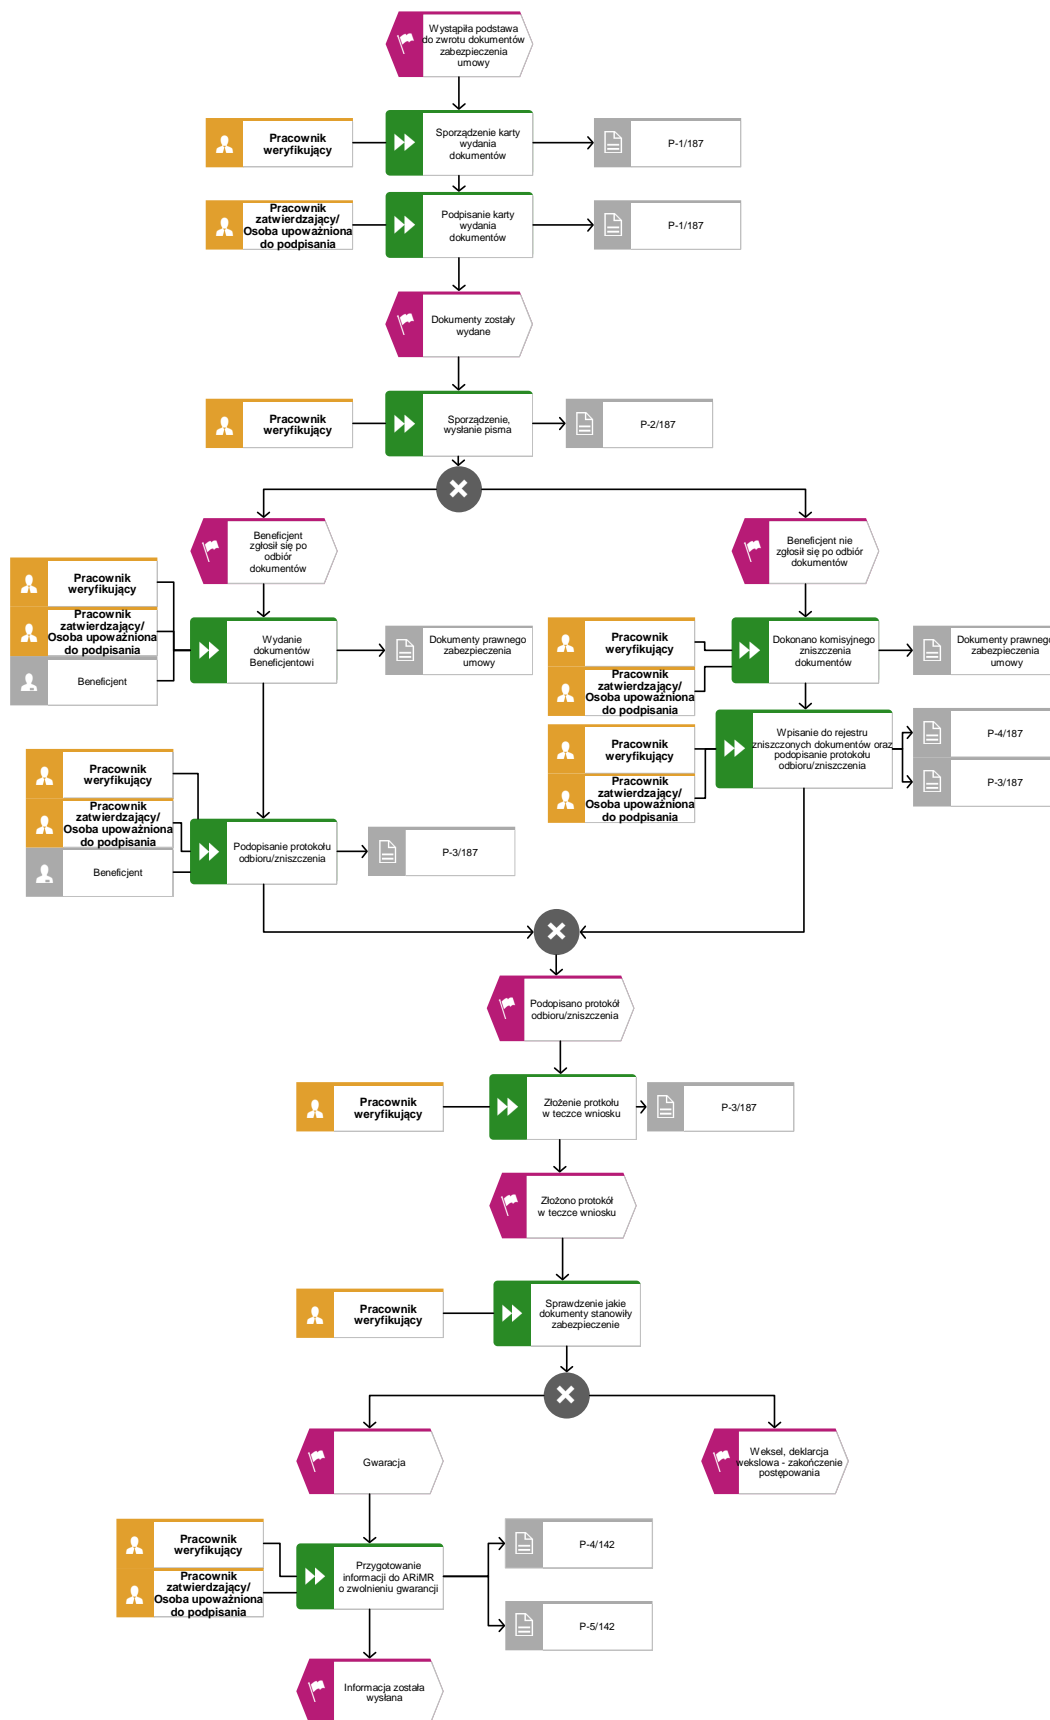 Wystąpiła podstawa
do zwrotu dokumentów
zabezpieczenia
umowy
Pracownik
weryfikujący
Sporządzenie karty
wydania
dokumentów
P-1/187
Pracownik
zatwierdzający/
Osoba upoważniona
do podpisania
Podpisanie karty
wydania
dokumentów
P-1/187
Dokumenty zostały
wydane
Pracownik
weryfikujący
Sporządzenie,
wysłanie pisma
P-2/187
Beneficjent
zgłosił się po
odbiór
dokumentów
Beneficjent nie
zgłosił się po odbiór
dokumentów
Pracownik
weryfikujący
Pracownik
zatwierdzający/
Osoba upoważniona
do podpisania
Beneficjent
Wydanie
dokumentów
Beneficjentowi
Dokumenty prawnego
zabezpieczenia
umowy
Pracownik
weryfikujący
Pracownik
zatwierdzający/
Osoba upoważniona
do podpisania
Dokonano komisyjnego
zniszczenia
dokumentów
Dokumenty prawnego
zabezpieczenia
umowy
Pracownik
weryfikujący
Pracownik
zatwierdzający/
Osoba upoważniona
do podpisania
Wpisanie do rejestru
zniszczonych dokumentów oraz
podopisanie protokołu
odbioru/zniszczenia
P-4/187
P-3/187
Pracownik
weryfikujący
Pracownik
zatwierdzający/
Osoba upoważniona
do podpisania
Beneficjent
Podopisanie protokołu
odbioru/zniszczenia
P-3/187
Podopisano protokół
odbioru/zniszczenia
Pracownik
weryfikujący
Złożenie protkołu
w teczce wniosku
P-3/187
Złożono protokół
w teczce wniosku
Pracownik
weryfikujący
Sprawdzenie jakie
dokumenty stanowiły
zabezpieczenie
Gwaracja
Weksel, deklarcja
wekslowa - zakończenie
postępowania
Pracownik
weryfikujący
Pracownik
zatwierdzający/
Osoba upoważniona
do podpisania
Przygotowanie
informacji do ARiMR
o zwolnieniu gwarancji
P-4/142
P-5/142
Informacja została
wysłana